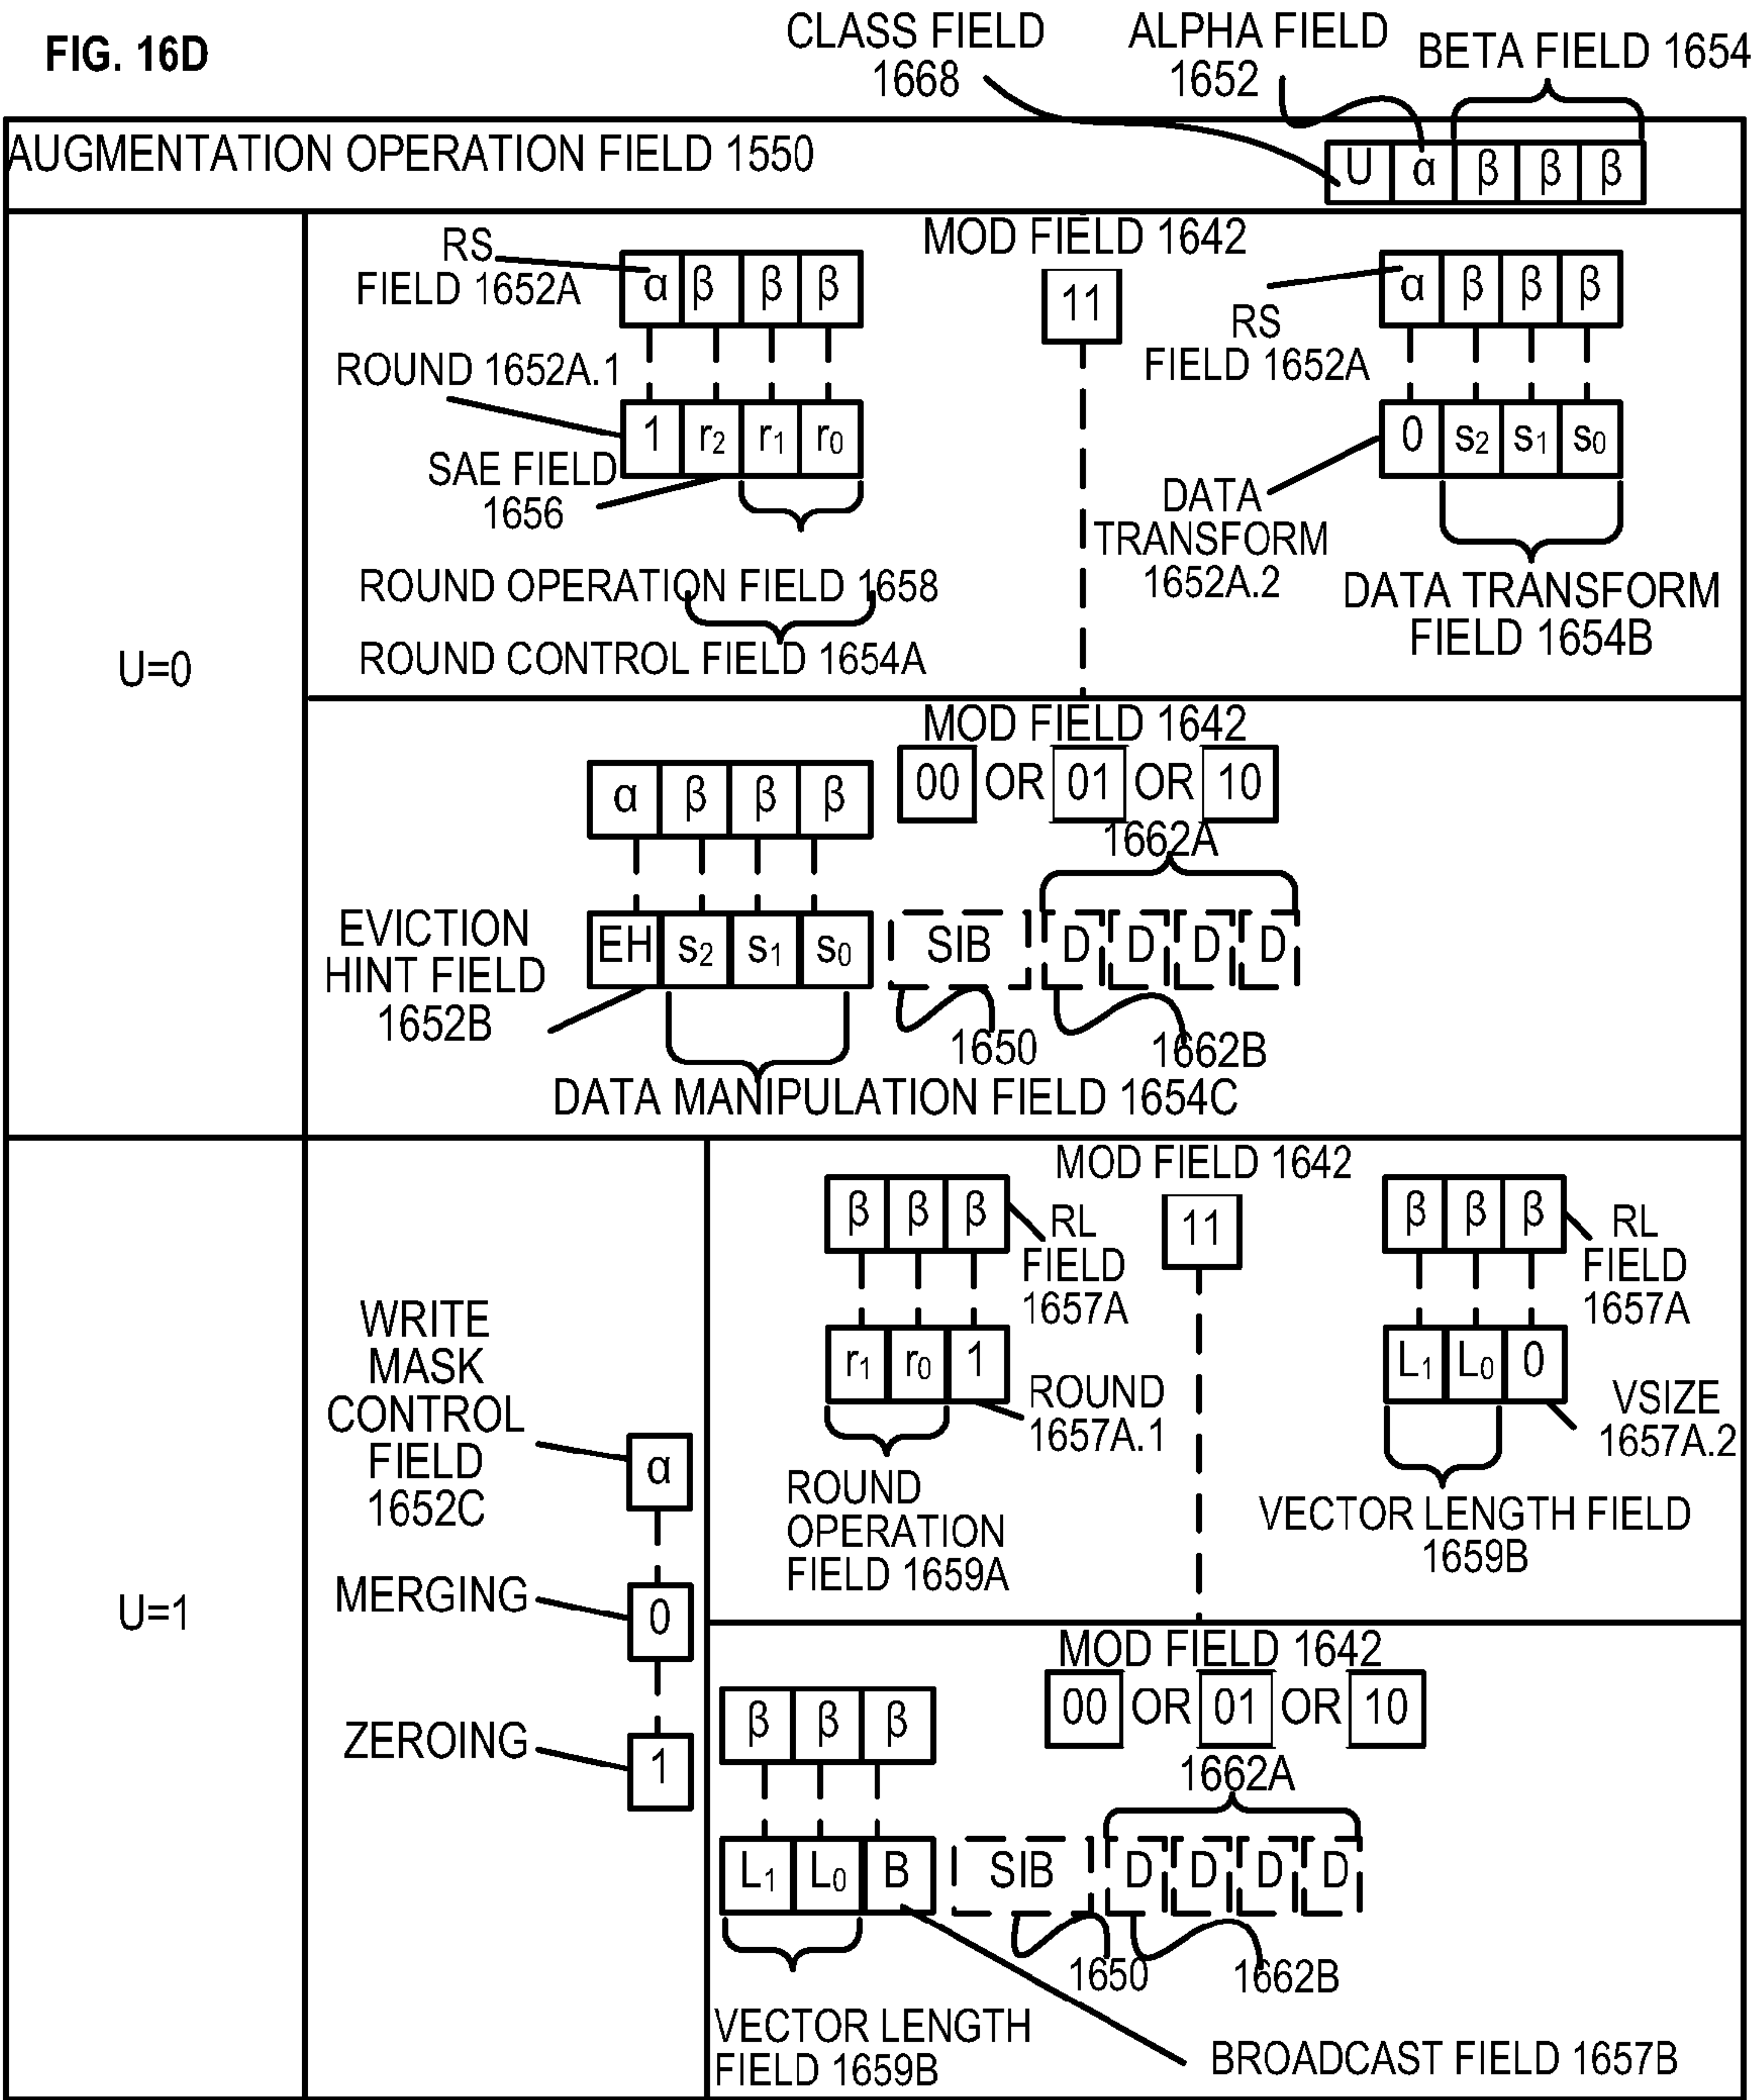 FIG. 16D
CLASS FIELD
1668
ALPHA FIELD
1652
BETA FIELD 1654
AUGMENTATION OPERATION FIELD 1550
U α β β β
U=0
MOD FIELD 1642
11
RS
FIELD 1652A
α β β β
ROUND 1652A.1
1 r₂ r₁ r₀
SAE FIELD
1656
ROUND OPERATION FIELD 1658
ROUND CONTROL FIELD 1654A
α β β β
RS
FIELD 1652A
0 s₂ s₁ s₀
DATA
TRANSFORM
1652A.2
DATA TRANSFORM
FIELD 1654B
MOD FIELD 1642
00 OR 01 OR 10
α β β β
1662A
EVICTION
HINT FIELD
1652B
EH s₂ s₁ s₀ SIB D D D D
1650
1662B
DATA MANIPULATION FIELD 1654C
U=1
WRITE
MASK
CONTROL
FIELD
1652C
α
MERGING
0
ZEROING
1
MOD FIELD 1642
11
β β β
RL
FIELD
1657A
r₁ r₀ 1
ROUND
1657A.1
ROUND
OPERATION
FIELD 1659A
β β β
RL
FIELD
1657A
L₁ L₀ 0
VSIZE
1657A.2
VECTOR LENGTH FIELD
1659B
MOD FIELD 1642
00 OR 01 OR 10
β β β
1662A
L₁ L₀ B SIB D D D D
1650
1662B
VECTOR LENGTH
FIELD 1659B
BROADCAST FIELD 1657B